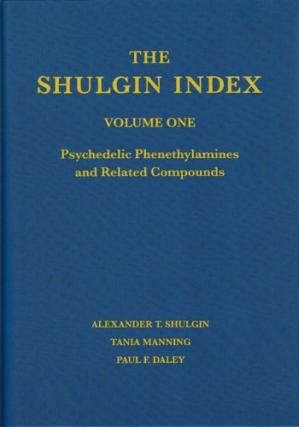 THE
SHULGIN INDEX
VOLUME ONE
Psychedelic Phenethylamines
and Related Compounds
ALEXANDER T. SHULGIN
TANIA MANNING
PAUL F. DALEY